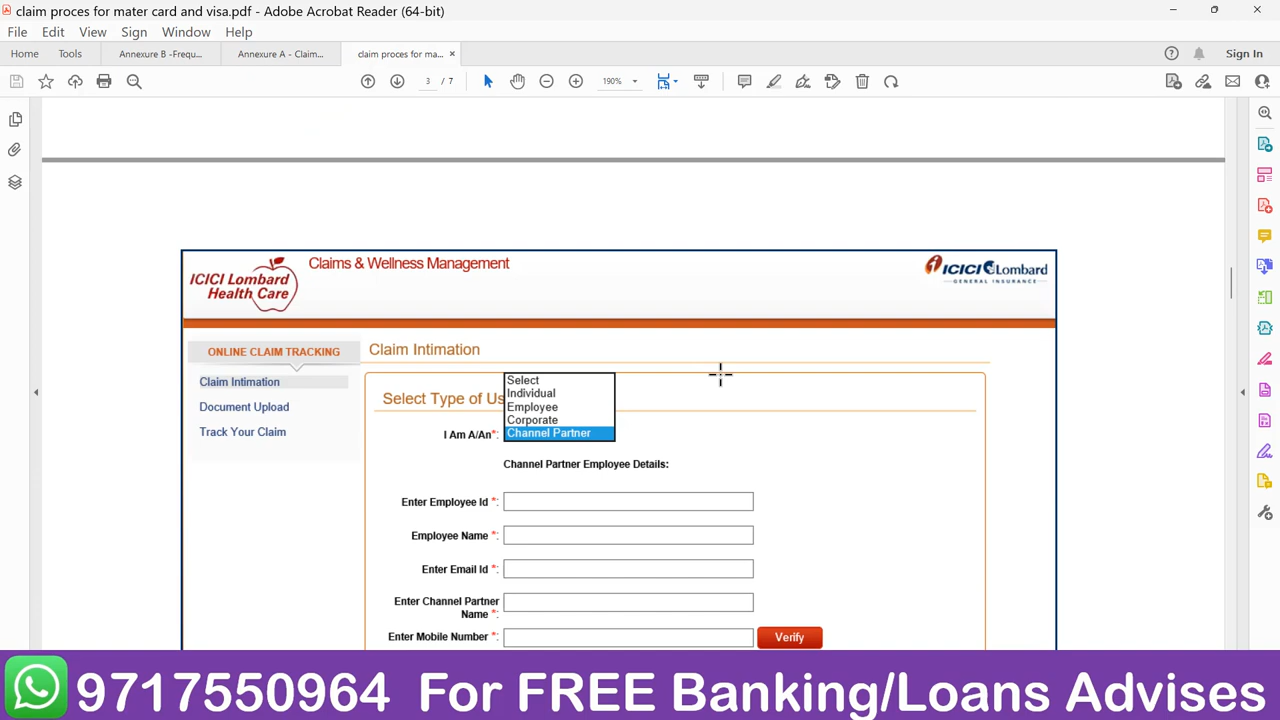 claim proces for mater card and visa.pdf - Adobe Acrobat Reader (64-bit)
File Edit View Sign Window Help
Home Tools Annexure B -Frequ... Annexure A - Claim... claim proces for ma... × Sign In
3 / 7 190%
ICICI Lombard
Health Care
Claims & Wellness Management
ICICI Lombard
GENERAL INSURANCE
ONLINE CLAIM TRACKING
Claim Intimation
Document Upload
Track Your Claim
Claim Intimation
Select Type of Us
Select
Individual
Employee
Corporate
Channel Partner
I Am A/An*:
Channel Partner Employee Details:
Enter Employee Id *:
Employee Name *:
Enter Email Id *:
Enter Channel Partner
Name *:
Enter Mobile Number *: Verify
9717550964 For FREE Banking/Loans Advises